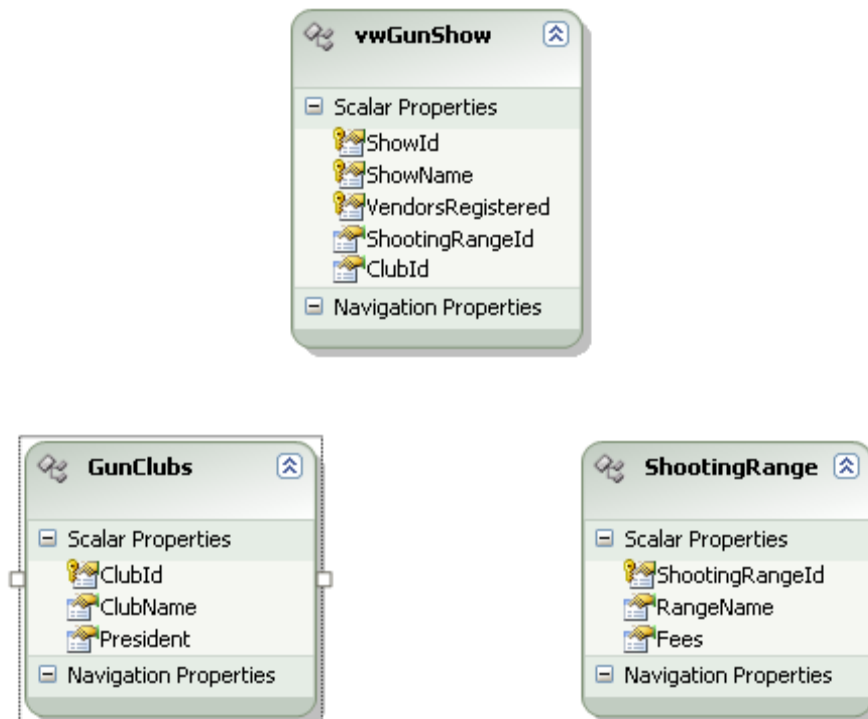 vwGunShow
Scalar Properties
ShowId
ShowName
VendorsRegistered
ShootingRangeId
ClubId
Navigation Properties
GunClubs
Scalar Properties
ClubId
ClubName
President
Navigation Properties
ShootingRange
Scalar Properties
ShootingRangeId
RangeName
Fees
Navigation Properties